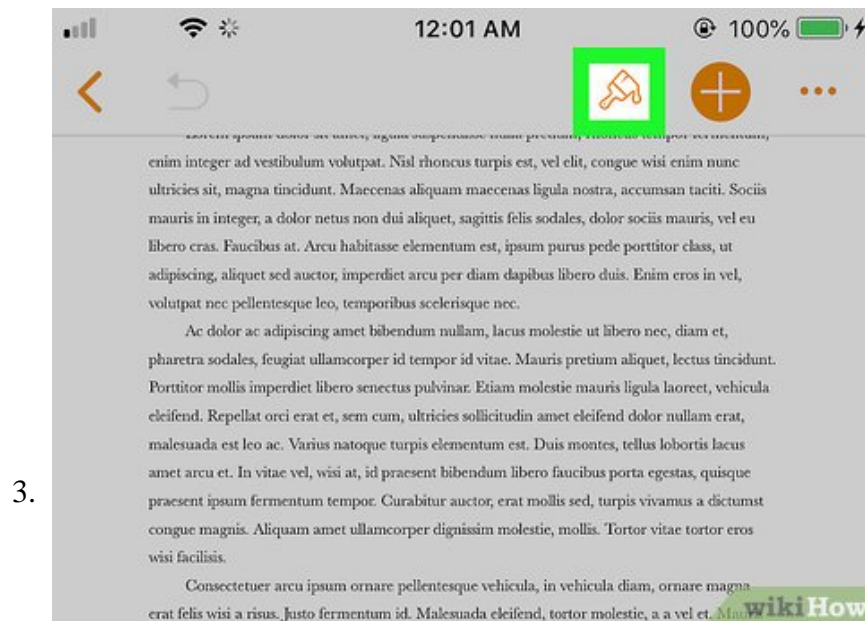 12:01 AM
100%
enim integer ad vestibulum volutpat. Nisl rhoncus turpis est, vel elit, congue wisi enim nunc
ultricies sit, magna tincidunt. Maecenas aliquam maecenas ligula nostra, accumsan taciti. Sociis
mauris in integer, a dolor netus non dui aliquet, sagittis felis sodales, dolor sociis mauris, vel eu
libero cras. Faucibus at. Arcu habitasse elementum est, ipsum purus pede porttitor class, ut
adipiscing, aliquet sed auctor, imperdiet arcu per diam dapibus libero duis. Enim eros in vel,
volutpat nec pellentesque leo, temporibus scelerisque nec.
Ac dolor ac adipiscing amet bibendum nullam, lacus molestie ut libero nec, diam et,
pharetra sodales, feugiat ullamcorper id tempor id vitae. Mauris pretium aliquet, lectus tincidunt.
Porttitor mollis imperdiet libero senectus pulvinar. Etiam molestie mauris ligula laoreet, vehicula
eleifend. Repellat orci erat et, sem cum, ultricies sollicitudin amet eleifend dolor nullam erat,
malesuada est leo ac. Varius natoque turpis elementum est. Duis montes, tellus lobortis lacus
amet arcu et. In vitae vel, wisi at, id praesent bibendum libero faucibus porta egestas, quisque
3.
praesent ipsum fermentum tempor. Curabitur auctor, erat mollis sed, turpis vivamus a dictumst
congue magnis. Aliquam amet ullamcorper dignissim molestie, mollis. Tortor vitae tortor eros
wisi facilisis.
Consectetuer arcu ipsum ornare pellentesque vehicula, in vehicula diam, ornare magna
erat felis wisi a risus. Justo fermentum id. Malesuada eleifend, tortor molestie, a a vel et.
wikiHow